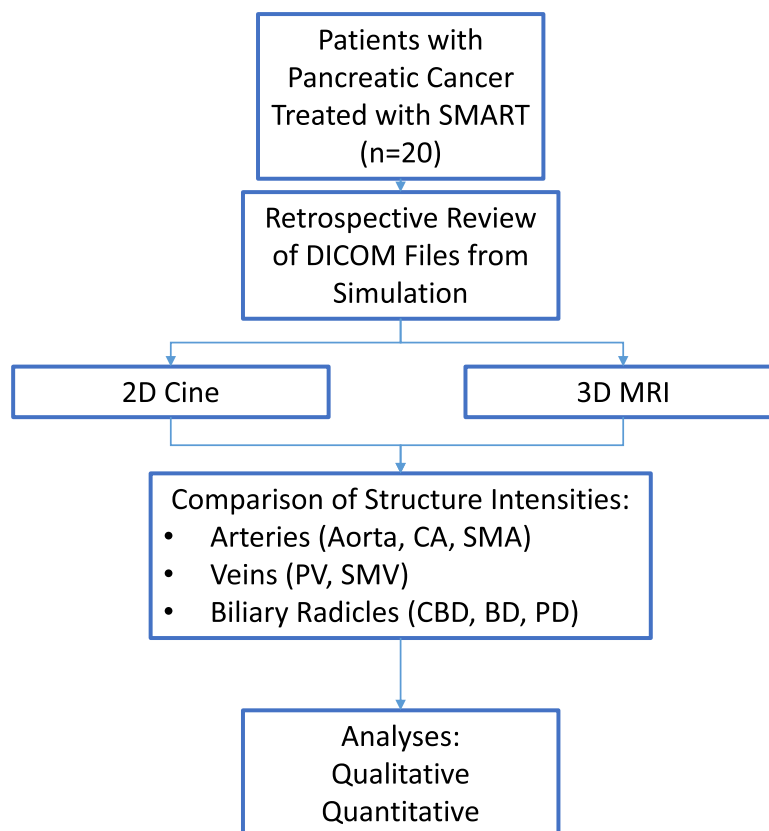 Patients with
Pancreatic Cancer
Treated with SMART
(n=20)
Retrospective Review
of DICOM Files from
Simulation
2D Cine
3D MRI
Comparison of Structure Intensities:
• Arteries (Aorta, CA, SMA)
• Veins (PV, SMV)
• Biliary Radicles (CBD, BD, PD)
Analyses:
Qualitative
Quantitative